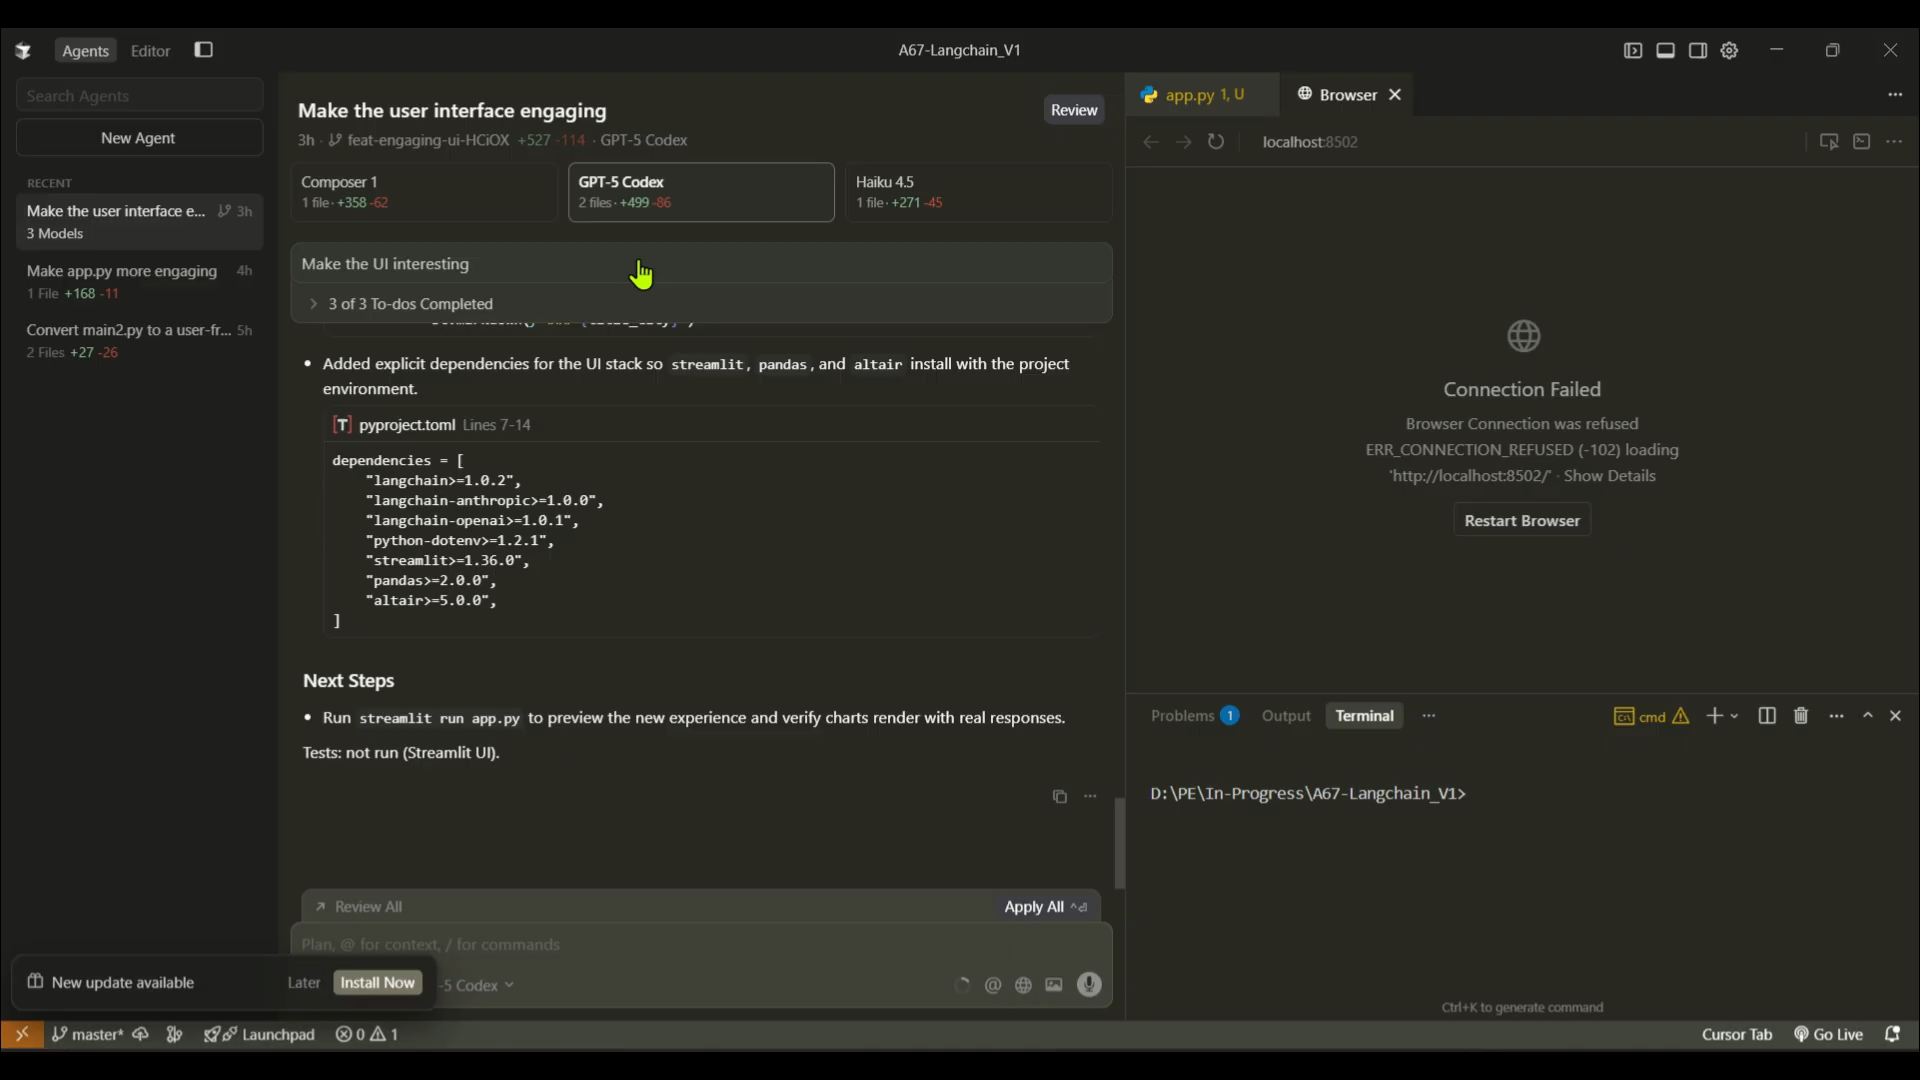 Agents Editor
A67-Langchain_V1
Search Agents
New Agent
RECENT
Make the user interface e... 3h
3 Models
Make app.py more engaging 4h
1 File +168 -11
Convert main2.py to a user-fr... 5h
2 Files +27 -26
Make the user interface engaging
Review
3h · feat-engaging-ui-HCiOX +527 -114 · GPT-5 Codex
Composer 1
1 file · +358 -62
GPT-5 Codex
2 files · +499 -86
Haiku 4.5
1 file · +271 -45
Make the UI interesting
3 of 3 To-dos Completed
• Added explicit dependencies for the UI stack so streamlit, pandas, and altair install with the project
environment.
[T] pyproject.toml Lines 7-14
dependencies = [
"langchain>=1.0.2",
"langchain-anthropic>=1.0.0",
"langchain-openai>=1.0.1",
"python-dotenv>=1.2.1",
"streamlit>=1.36.0",
"pandas>=2.0.0",
"altair>=5.0.0",
]
Next Steps
• Run streamlit run app.py to preview the new experience and verify charts render with real responses.
Tests: not run (Streamlit UI).
Review All
Apply All
Plan, @ for context, / for commands
-5 Codex
New update available
Later
Install Now
app.py 1, U
Browser
localhost:8502
Connection Failed
Browser Connection was refused
ERR_CONNECTION_REFUSED (-102) loading
'http://localhost:8502/' · Show Details
Restart Browser
Problems 1 Output Terminal
cmd
D:\PE\In-Progress\A67-Langchain_V1>
Ctrl+K to generate command
master* Launchpad 0 1
Cursor Tab Go Live